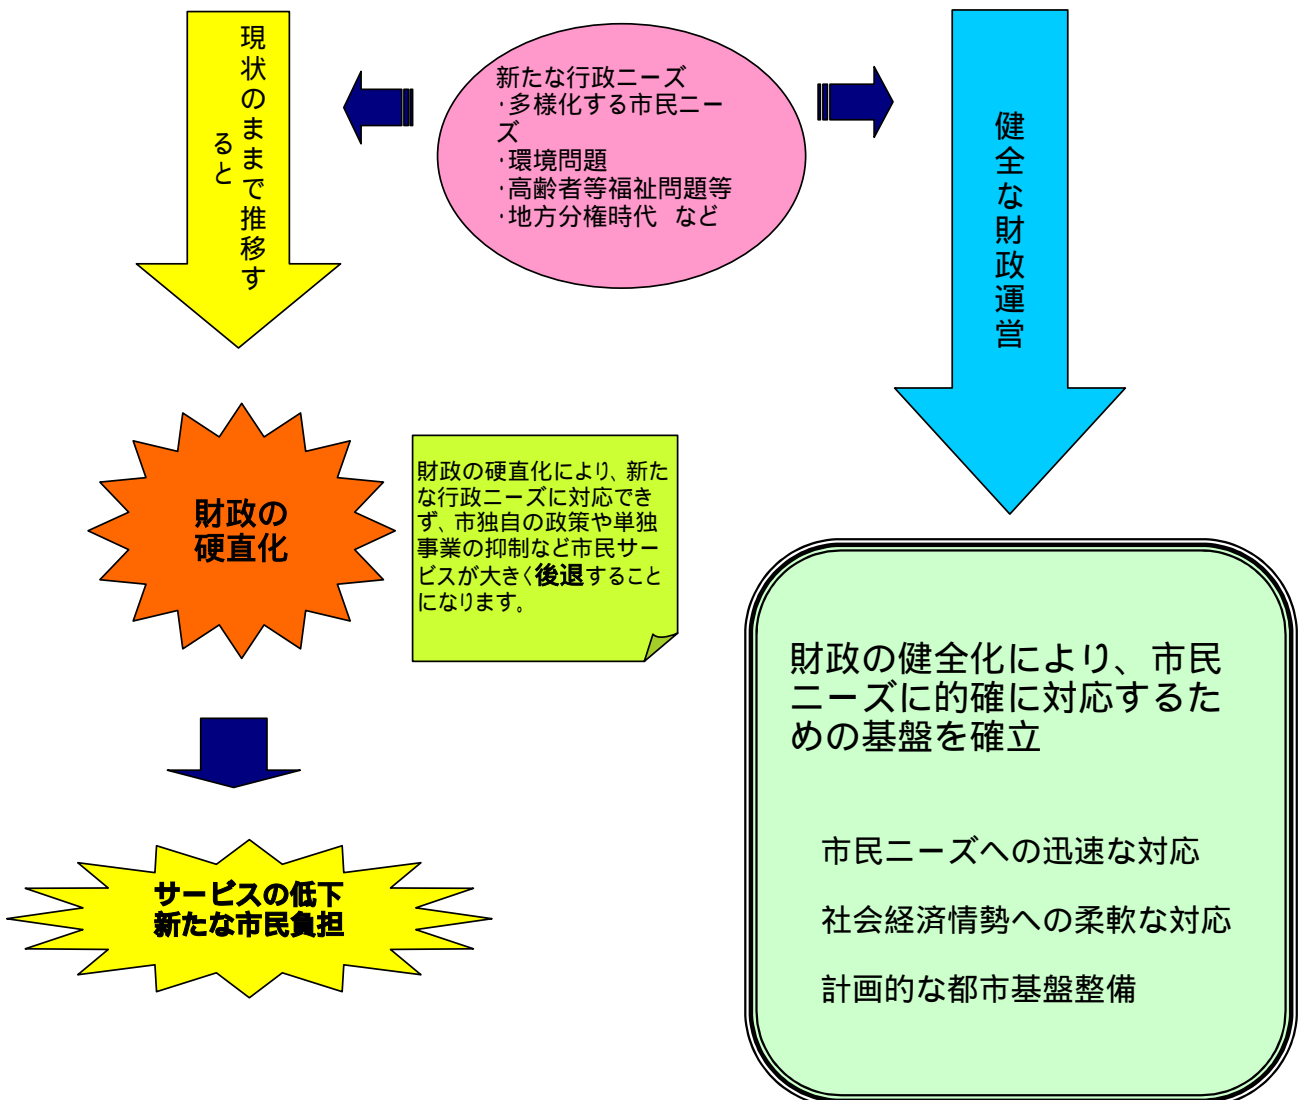 現状のままで推移す
ると
新たな行政ニーズ
・多様化する市民ニー
ズ
・環境問題
・高齢者等福祉問題等
・地方分権時代　など
健全な財政運営
財政の
硬直化
財政の硬直化により、新た
な行政ニーズに対応でき
ず、市独自の政策や単独
事業の抑制など市民サー
ビスが大きく後退すること
になります。
サービスの低下
新たな市民負担
財政の健全化により、市民
ニーズに的確に対応するた
めの基盤を確立
市民ニーズへの迅速な対応
社会経済情勢への柔軟な対応
計画的な都市基盤整備